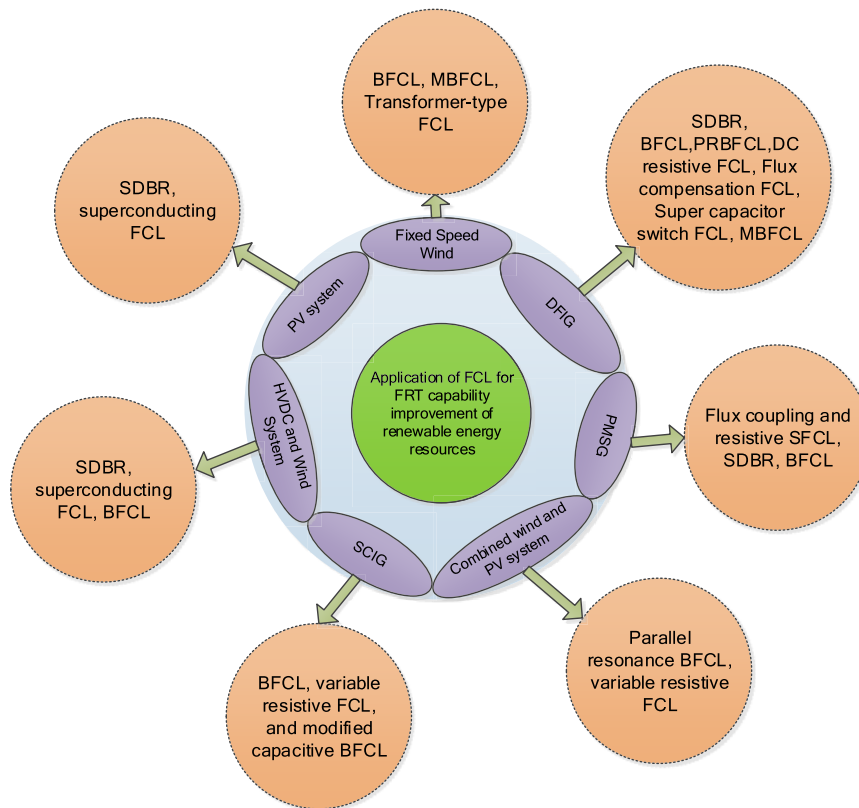 BFCL, MBFCL,
Transformer-type
FCL
SDBR,
BFCL,PRBFCL,DC
resistive FCL, Flux
compensation FCL,
Super capacitor
switch FCL, MBFCL
SDBR,
superconducting
FCL
Fixed Speed
Wind
PV system
DFIG
Application of FCL for
FRT capability
improvement of
renewable energy
resources
HVDC and Wind
System
PMSG
Flux coupling and
resistive SFCL,
SDBR, BFCL
SDBR,
superconducting
FCL, BFCL
SCIG
Combined wind and
PV system
BFCL, variable
resistive FCL,
and modified
capacitive BFCL
Parallel
resonance BFCL,
variable resistive
FCL